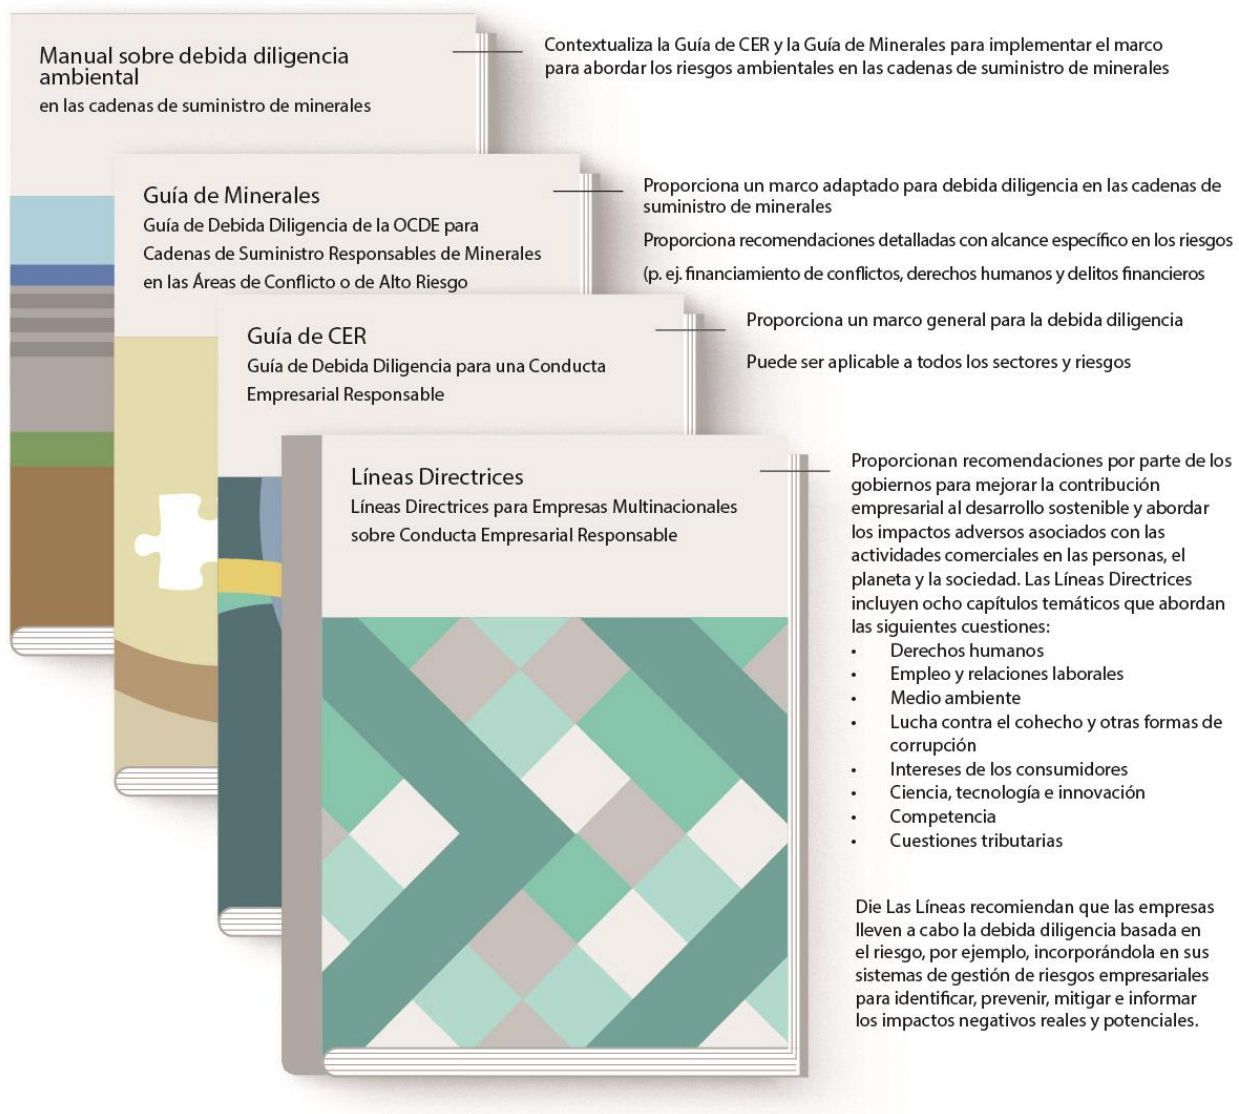 Manual sobre debida diligencia
ambiental
en las cadenas de suministro de minerales
Contextualiza la Guía de CER y la Guía de Minerales para implementar el marco
para abordar los riesgos ambientales en las cadenas de suministro de minerales
Guía de Minerales
Guía de Debida Diligencia de la OCDE para
Cadenas de Suministro Responsables de Minerales
en las Áreas de Conflicto o de Alto Riesgo
Proporciona un marco adaptado para debida diligencia en las cadenas de
suministro de minerales
Proporciona recomendaciones detalladas con alcance específico en los riesgos
(p. ej. financiamiento de conflictos, derechos humanos y delitos financieros
Guía de CER
Guía de Debida Diligencia para una Conducta
Empresarial Responsable
Proporciona un marco general para la debida diligencia
Puede ser aplicable a todos los sectores y riesgos
Líneas Directrices
Líneas Directrices para Empresas Multinacionales
sobre Conducta Empresarial Responsable
Proporcionan recomendaciones por parte de los
gobiernos para mejorar la contribución
empresarial al desarrollo sostenible y abordar
los impactos adversos asociados con las
actividades comerciales en las personas, el
planeta y la sociedad. Las Líneas Directrices
incluyen ocho capítulos temáticos que abordan
las siguientes cuestiones:
• Derechos humanos
• Empleo y relaciones laborales
• Medio ambiente
• Lucha contra el cohecho y otras formas de
corrupción
• Intereses de los consumidores
• Ciencia, tecnología e innovación
• Competencia
• Cuestiones tributarias
Die Las Líneas recomiendan que las empresas
lleven a cabo la debida diligencia basada en
el riesgo, por ejemplo, incorporándola en sus
sistemas de gestión de riesgos empresariales
para identificar, prevenir, mitigar e informar
los impactos negativos reales y potenciales.